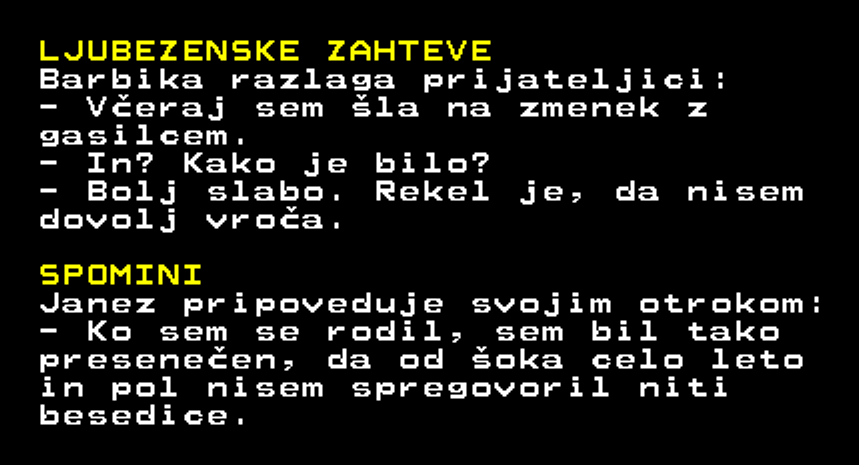 LJUBEZENSKE ZAHTEVE
Barbika razlaga prijateljici:
- Včeraj sem šla na zmenek z
gasilcem.
- In? Kako je bilo?
- Bolj slabo. Rekel je, da nisem
dovolj vroča.
SPOMINI
Janez pripoveduje svojim otrokom:
- Ko sem se rodil, sem bil tako
presenečen, da od šoka celo leto
in pol nisem spregovoril niti
besedice.